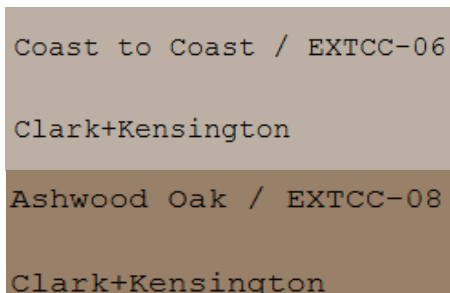 Coast to Coast / EXTCC-06
Clark+Kensington
Ashwood Oak / EXTCC-08
Clark+Kensington